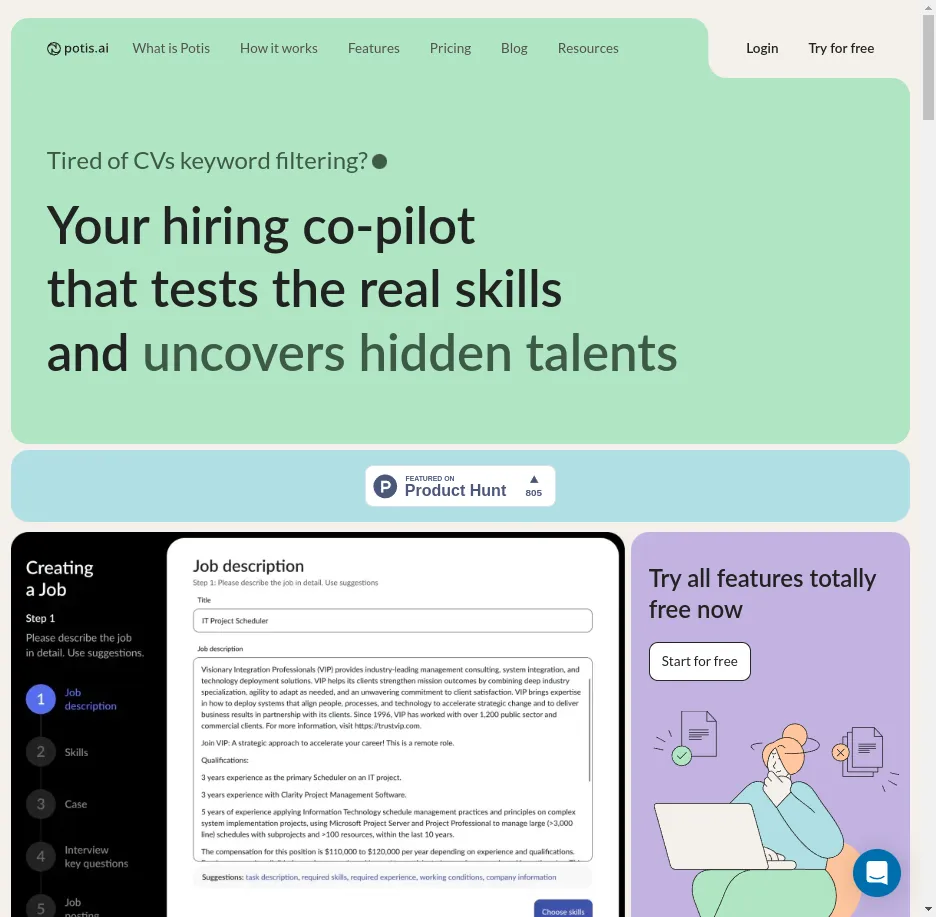 potis.ai
What is Potis
How it works
Features
Pricing
Blog
Resources
Login
Try for free
Tired of CVs keyword filtering?
Your hiring co-pilot
that tests the real skills
and uncovers hidden talents
P
FEATURED ON
Product Hunt
805
Creating
a Job
Step 1
Please describe the job
in detail. Use suggestions.
1
Job
description
2
Skills
3
Case
4
Interview
key questions
5
Job
posting
Job description
Step 1: Please describe the job in detail. Use suggestions
Title
IT Project Scheduler
Job description
Visionary Integration Professionals (VIP) provides industry-leading management consulting, system integration, and
technology deployment solutions. VIP helps its clients strengthen mission outcomes by combining deep industry
specialization, agility to adapt as needed, and an unwavering commitment to client satisfaction. VIP brings expertise
in how to deploy systems that align people, processes, and technology to accelerate strategic change and to deliver
business results in partnership with its clients. Since 1996, VIP has worked with over 1,200 public sector and
commercial clients. For more information, visit https://trustvip.com.
Join VIP: A strategic approach to accelerate your career! This is a remote role.
Qualifications:
3 years experience as the primary Scheduler on an IT project.
3 years experience with Clarity Project Management Software.
5 years of experience applying Information Technology schedule management practices and principles on complex
system implementation projects, using Microsoft Project Server and Project Professional to manage large (>3,000
line) schedules with subprojects and >100 resources, within the last 10 years.
The compensation for this position is $110,000 to $120,000 per year depending on experience and qualifications.
Suggestions: task description, required skills, required experience, working conditions, company information
Choose skills
Try all features totally
free now
Start for free